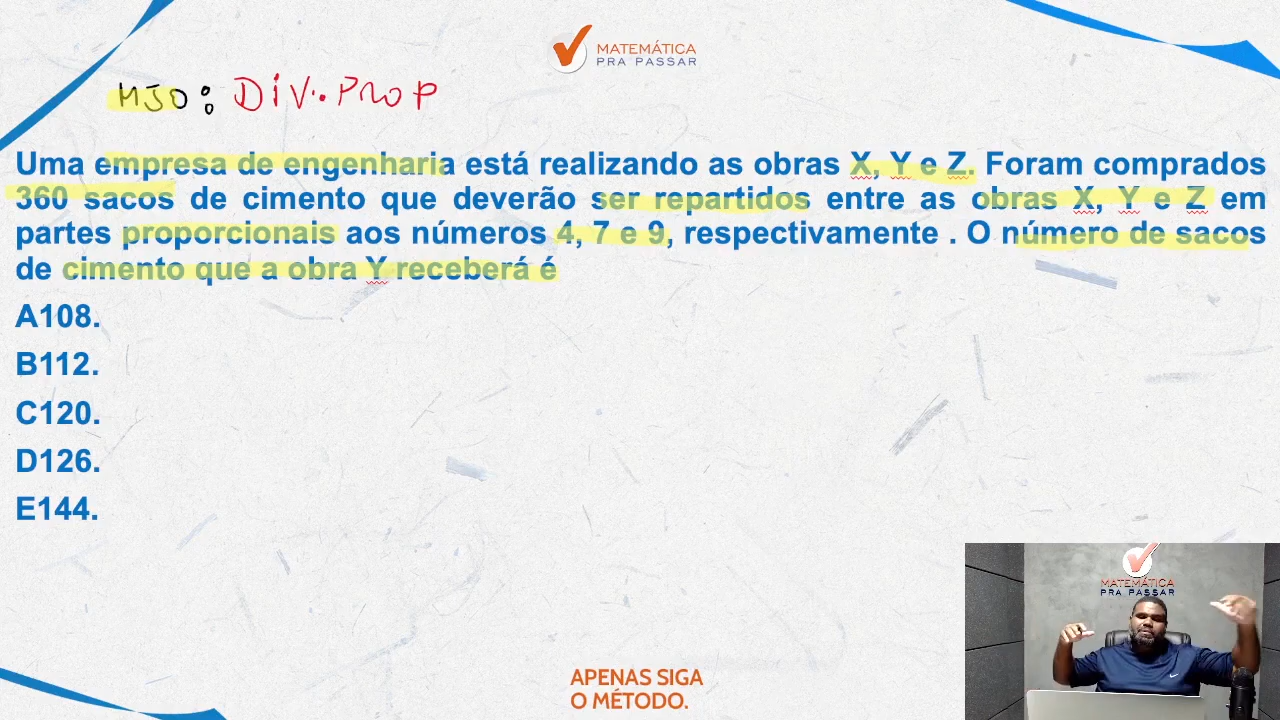 MATEMÁTICA
PRA PASSAR
MJO: DIV. PROP
Uma empresa de engenharia está realizando as obras X, Y e Z. Foram comprados
360 sacos de cimento que deverão ser repartidos entre as obras X, Y e Z em
partes proporcionais aos números 4, 7 e 9, respectivamente . O número de sacos
de cimento que a obra Y receberá é
A108.
B112.
C120.
D126.
E144.
MATEMÁTICA
PRA PASSAR
APENAS SIGA
O MÉTODO.